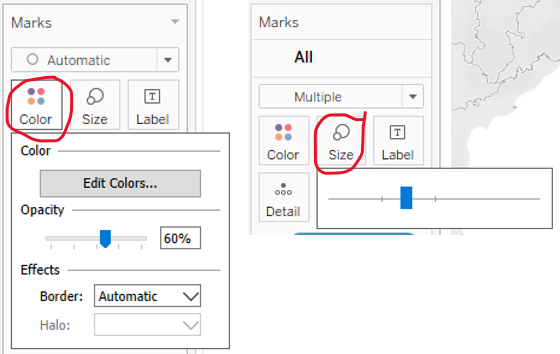 Marks
Automatic
Color
Size
Label
Color
Edit Colors...
Opacity
60%
Effects
Border:
Automatic
Halo:
Marks
All
Multiple
Color
Size
Label
Detail